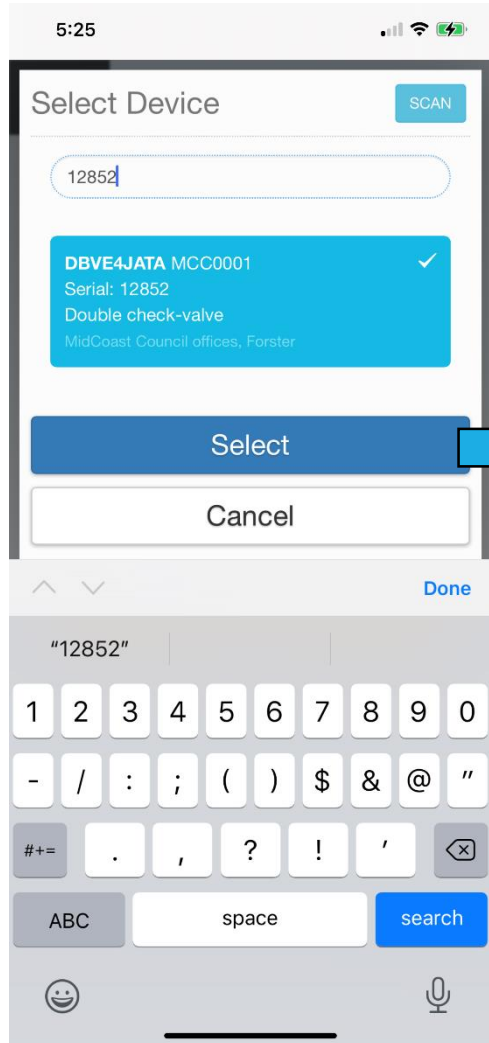 5:25
Select Device
SCAN
12852
DBVE4JATA MCC0001
Serial: 12852
Double check-valve
MidCoast Council offices, Forster
Select
Cancel
Done
“12852”
1 2 3 4 5 6 7 8 9 0
- / : ; ( ) $ & @ "
#+= . , ? ! '
ABC space search